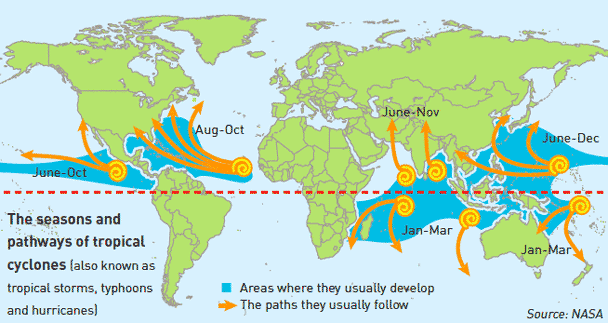 June-Nov
Aug-Oct
June-Dec
June-Oct
The seasons and
pathways of tropical
cyclones (also known as
tropical storms, typhoons
and hurricanes)
Jan-Mar
Jan-Mar
Areas where they usually develop
The paths they usually follow
Source: NASA